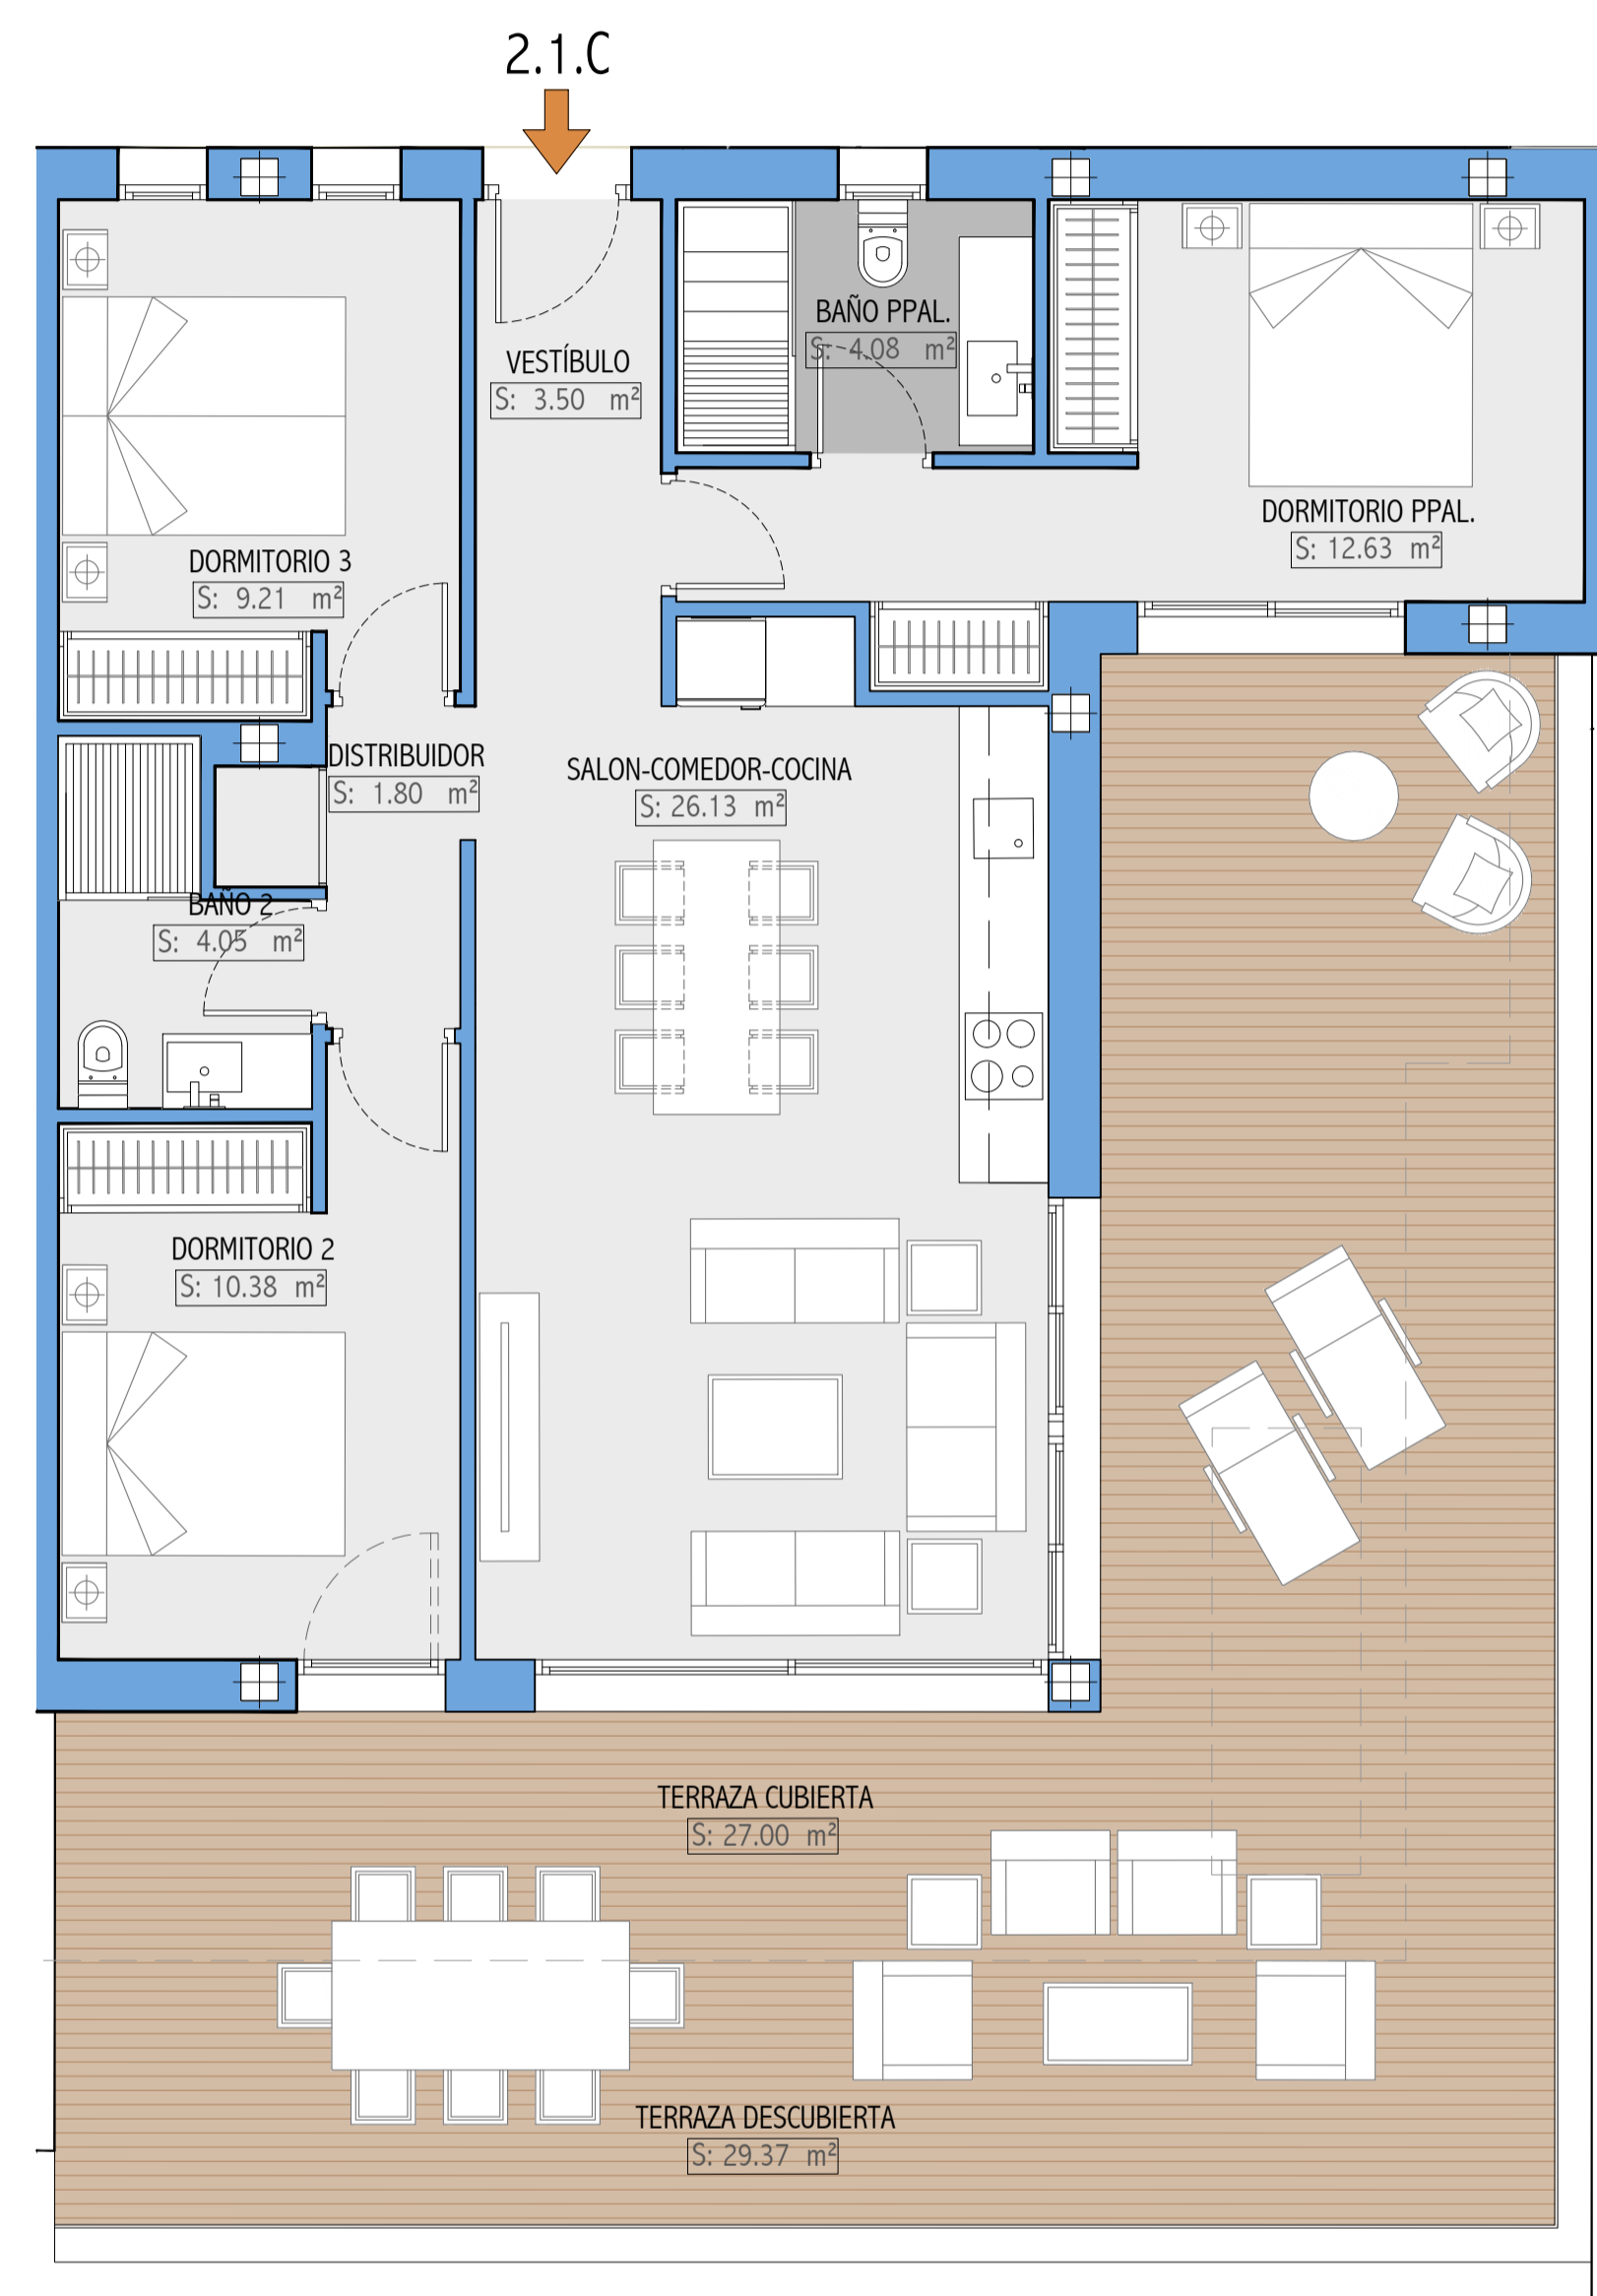 2.1.C
BAÑO PPAL.
S: 4.08 m²
VESTÍBULO
S: 3.50 m²
DORMITORIO PPAL.
S: 12.63 m²
DORMITORIO 3
S: 9.21 m²
DISTRIBUIDOR
S: 1.80 m²
SALON-COMEDOR-COCINA
S: 26.13 m²
BAÑO 2
S: 4.05 m²
DORMITORIO 2
S: 10.38 m²
TERRAZA CUBIERTA
S: 27.00 m²
TERRAZA DESCUBIERTA
S: 29.37 m²